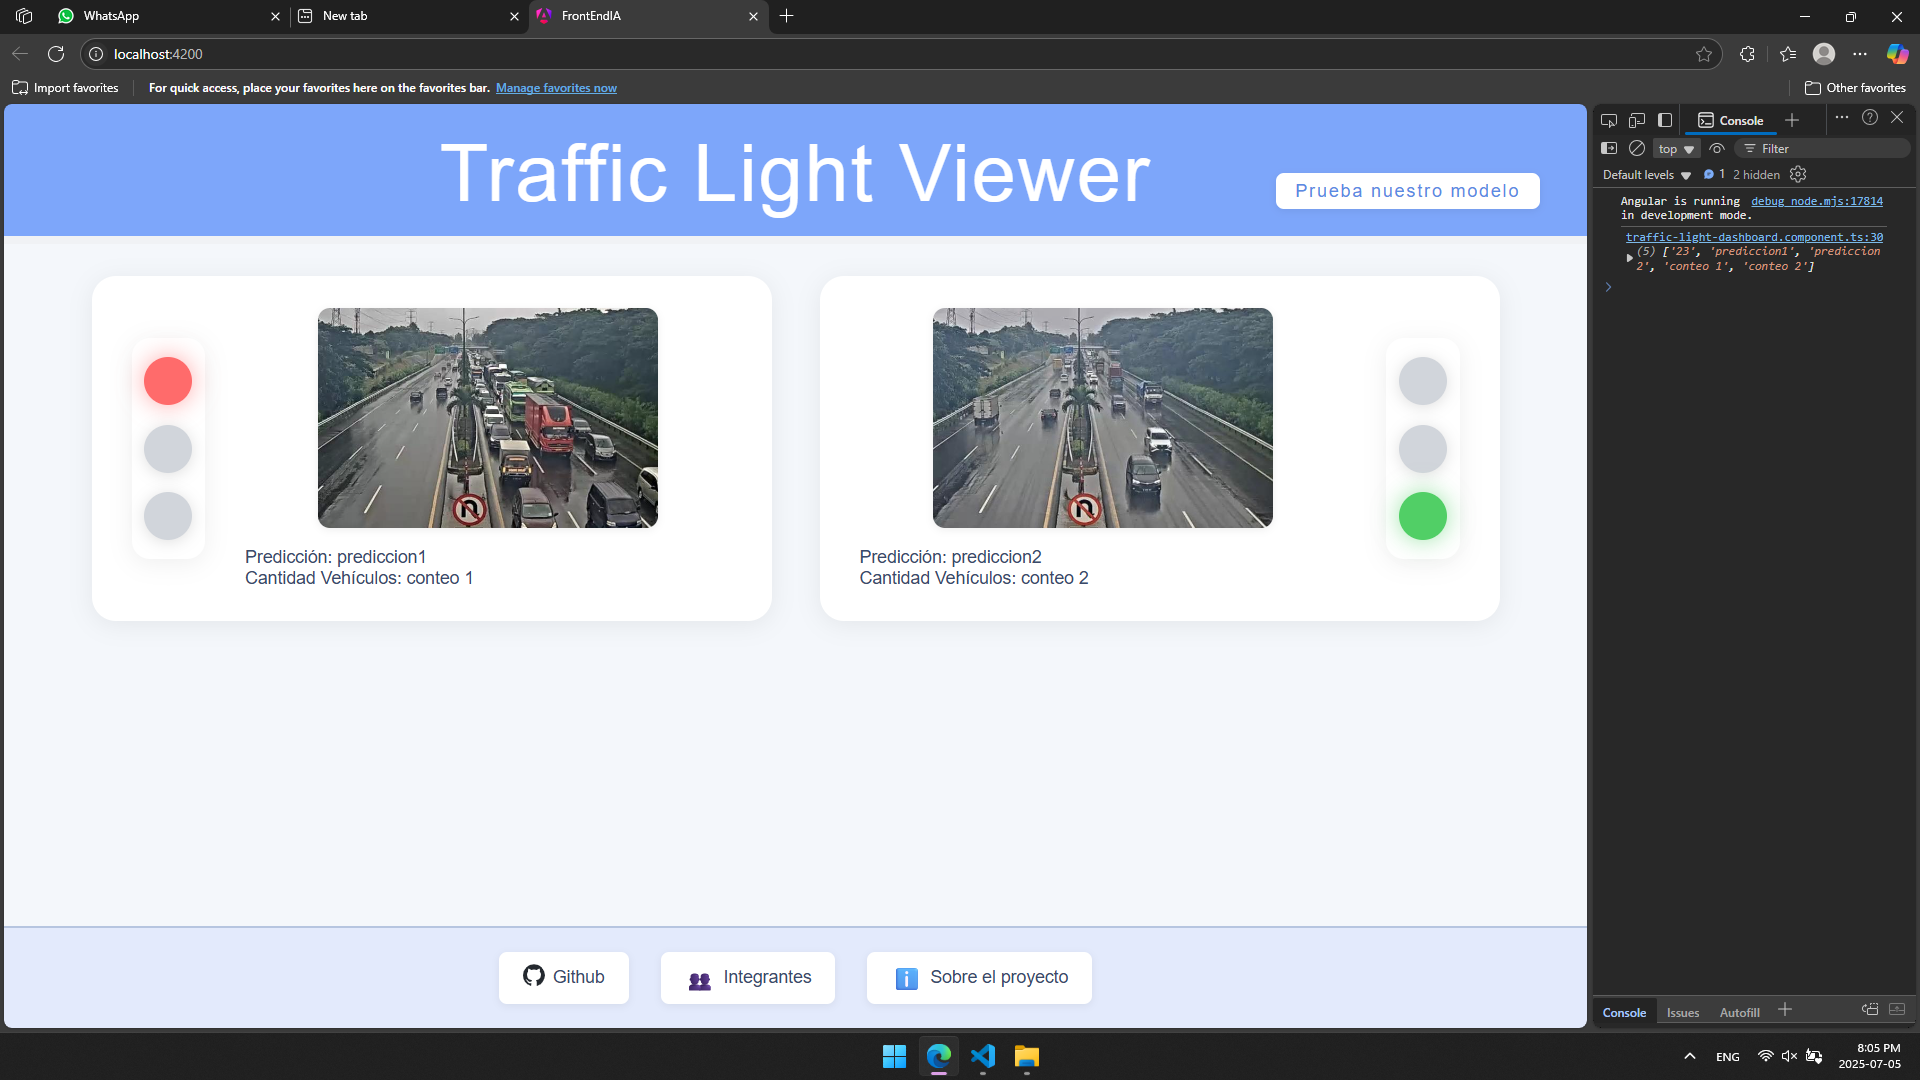 WhatsApp
New tab
FrontEndIA
localhost:4200
Import favorites
For quick access, place your favorites here on the favorites bar. Manage favorites now
Other favorites
Traffic Light Viewer
Prueba nuestro modelo
Predicción: prediccion1
Cantidad Vehículos: conteo 1
Predicción: prediccion2
Cantidad Vehículos: conteo 2
Github
Integrantes
Sobre el proyecto
Console
top
Filter
Default levels
1
2 hidden
Angular is running debug_node.mjs:17814
in development mode.
traffic-light-dashboard.component.ts:30
(5) ['23', 'prediccion1', 'prediccion
2', 'conteo 1', 'conteo 2']
Console
Issues
Autofill
ENG
8:05 PM
2025-07-05